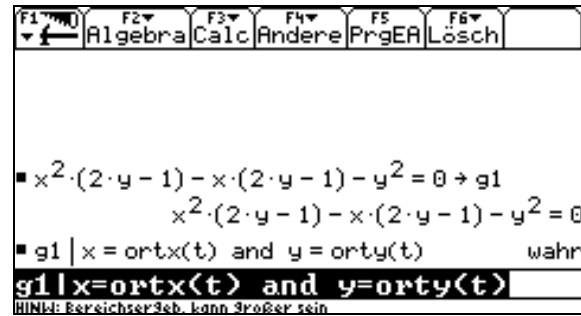 F1 F2▾ F3▾ F4▾ F5 F6▾
Algebra Calc Andere PrgEA Lösch
▪ x²·(2·y − 1) − x·(2·y − 1) − y² = 0 → g1
x²·(2·y − 1) − x·(2·y − 1) − y² = 0
▪ g1 | x = ortx(t) and y = orty(t) wahr
g1|x=ortx(t) and y=orty(t)
HINW: Bereichsergeb. kann größer sein